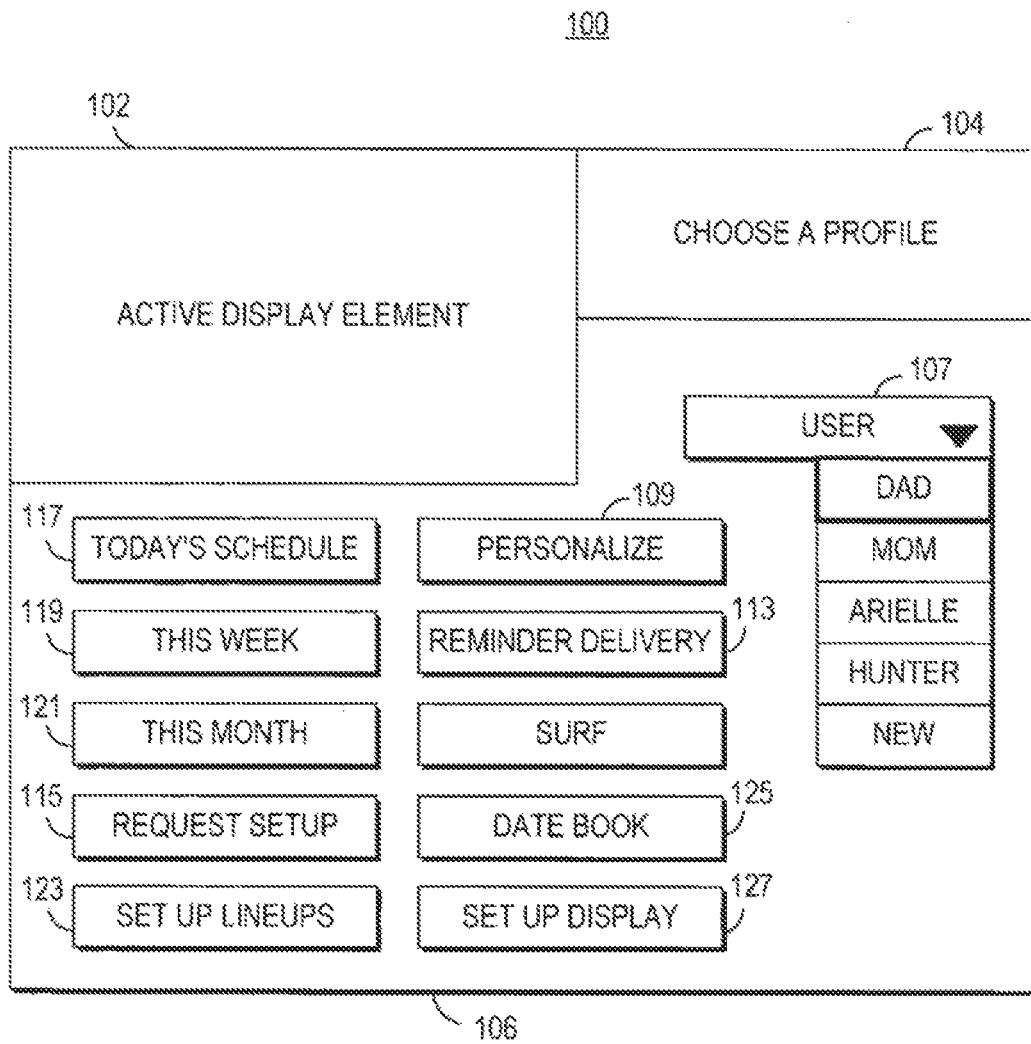 100
102
104
ACTIVE DISPLAY ELEMENT
CHOOSE A PROFILE
107
USER
DAD
MOM
ARIELLE
HUNTER
NEW
117
TODAY'S SCHEDULE
109
PERSONALIZE
119
THIS WEEK
REMINDER DELIVERY
113
121
THIS MONTH
SURF
115
REQUEST SETUP
DATE BOOK
125
123
SET UP LINEUPS
SET UP DISPLAY
127
106